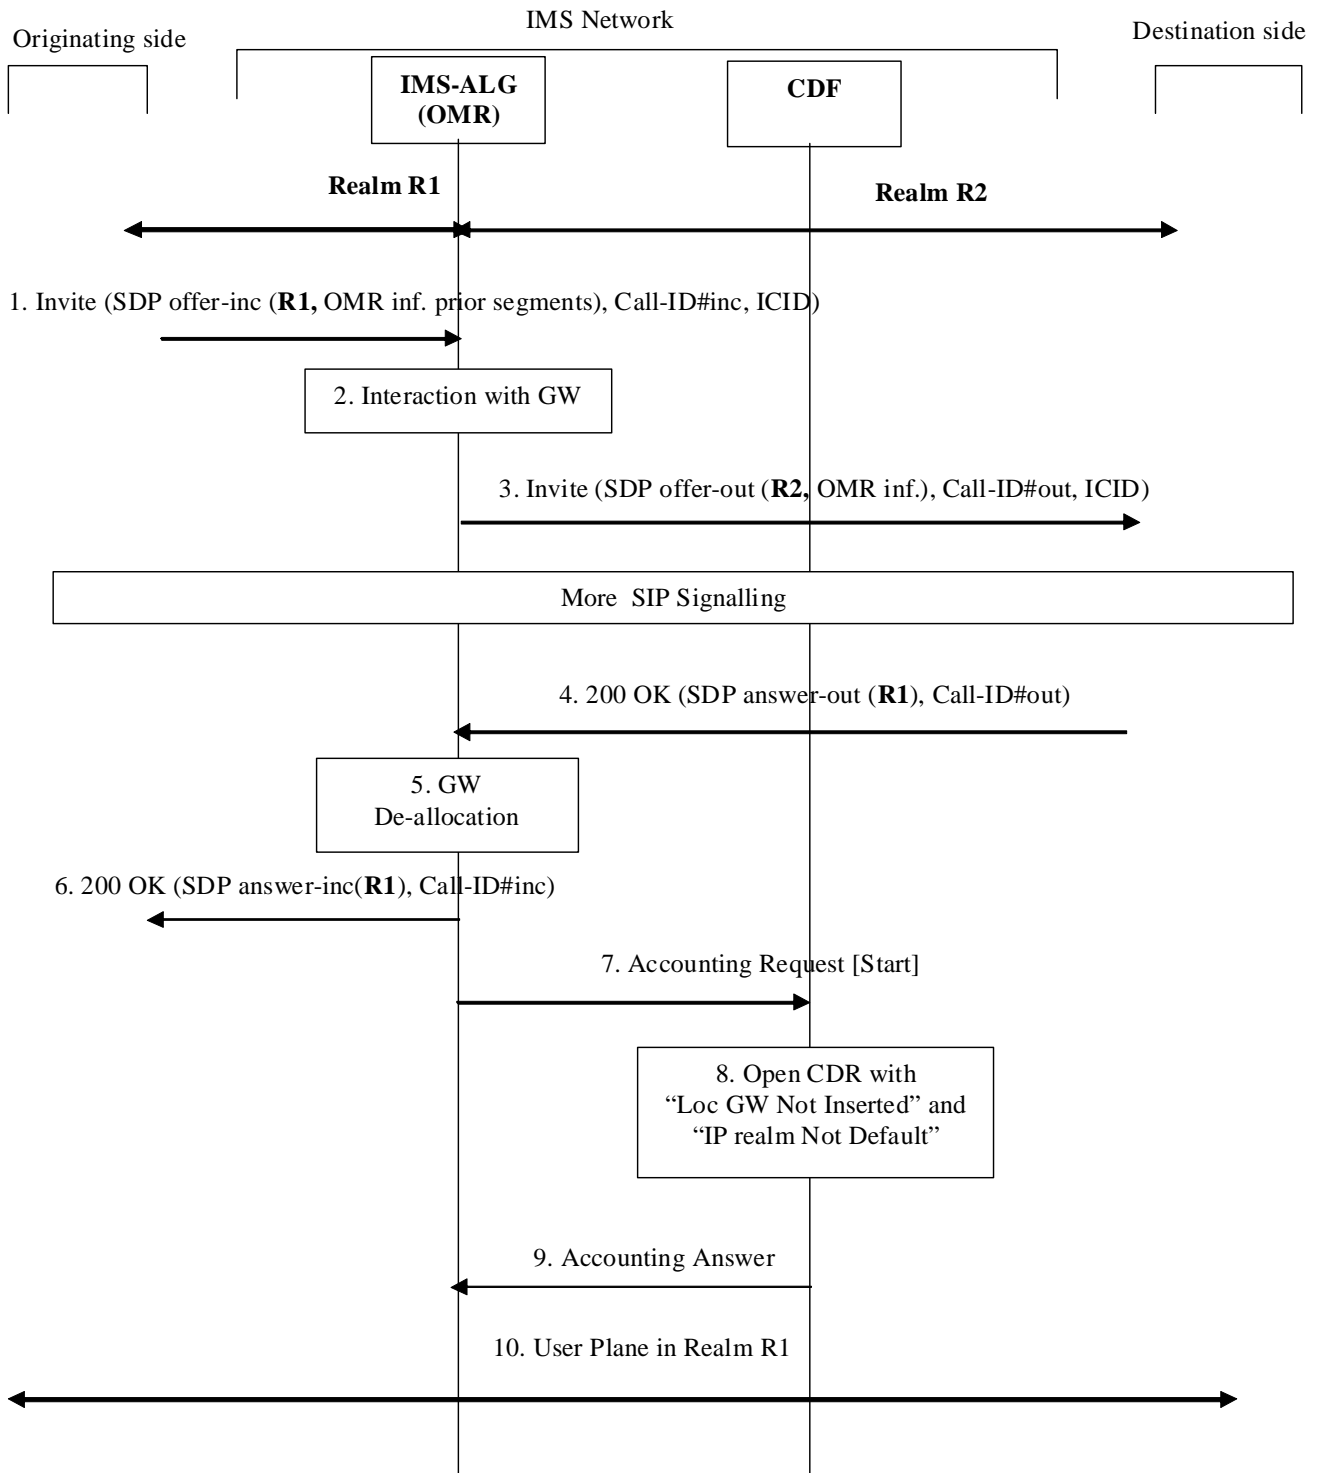 IMS Network
Originating side
Destination side
IMS-ALG
(OMR)
CDF
Realm R1
Realm R2
1. Invite (SDP offer-inc (R1, OMR inf. prior segments), Call-ID#inc, ICID)
2. Interaction with GW
3. Invite (SDP offer-out (R2, OMR inf.), Call-ID#out, ICID)
More SIP Signalling
4. 200 OK (SDP answer-out (R1), Call-ID#out)
5. GW
De-allocation
6. 200 OK (SDP answer-inc(R1), Call-ID#inc)
7. Accounting Request [Start]
8. Open CDR with
“Loc GW Not Inserted” and
“IP realm Not Default”
9. Accounting Answer
10. User Plane in Realm R1